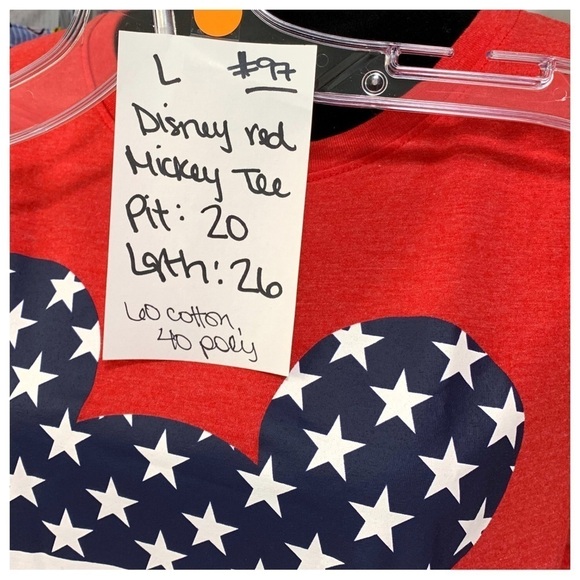 L #97
Disney red
Mickey Tee
Pit: 20
Lgth: 26
60 cotton,
40 poly